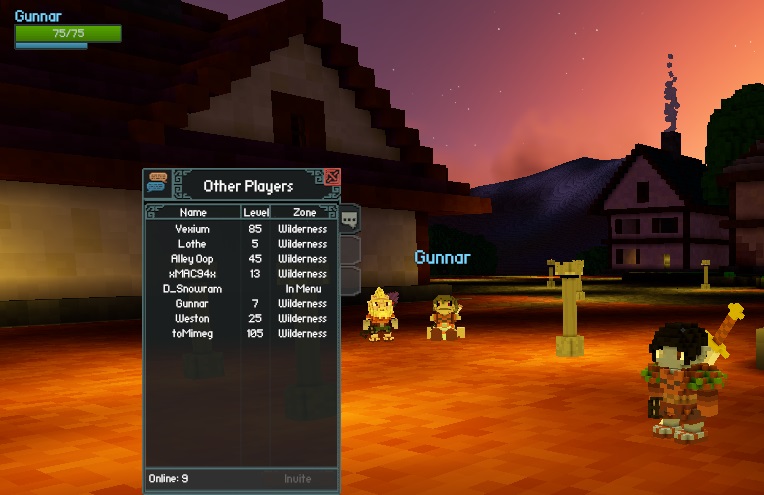 Gunnar
75/75
Other Players
Name Level Zone
Vexium 85 Wilderness
Lothe 5 Wilderness
Alley Oop 45 Wilderness
xMAC94x 13 Wilderness
D_Snowram In Menu
Gunnar 7 Wilderness
Weston 25 Wilderness
toMimeg 105 Wilderness
Online: 9 Invite
Gunnar